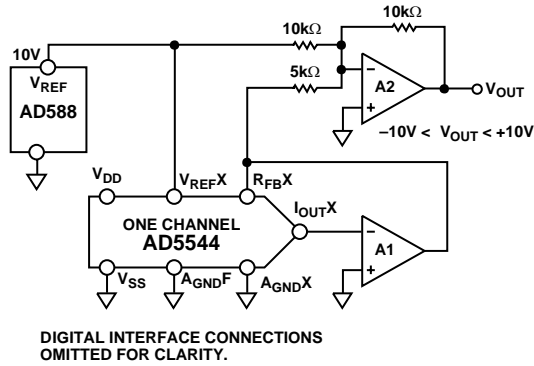 10kΩ
10kΩ
10V
VREF
AD588
5kΩ
A2
VOUT
–10V < VOUT < +10V
VDD
VREFX
RFBX
ONE CHANNEL
AD5544
IOUTX
A1
VSS
AGNDF
AGNDX
DIGITAL INTERFACE CONNECTIONS
OMITTED FOR CLARITY.